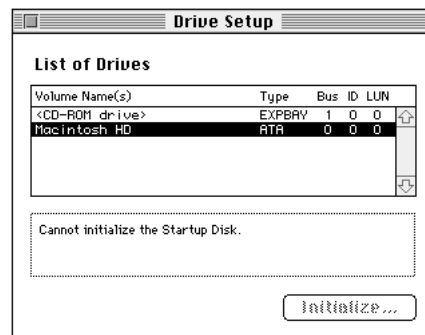 Drive Setup
List of Drives
Volume Name(s) Type Bus ID LUN
<CD-ROM drive> EXPBAY 1 0 0
Macintosh HD ATA 0 0 0
Cannot initialize the Startup Disk.
Initialize...